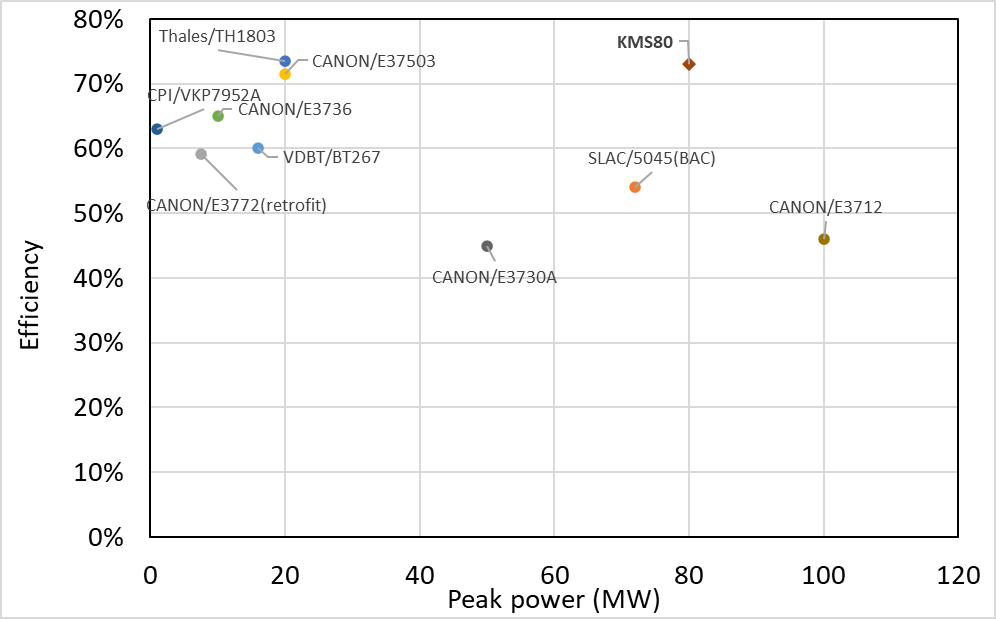 80%
70%
60%
50%
40%
30%
20%
10%
0%
Efficiency
Thales/TH1803
CANON/E37503
KMS80
CPI/VKP7952A
CANON/E3736
VDBT/BT267
SLAC/5045(BAC)
CANON/E3772(retrofit)
CANON/E3712
CANON/E3730A
0 20 40 60 80 100 120
Peak power (MW)